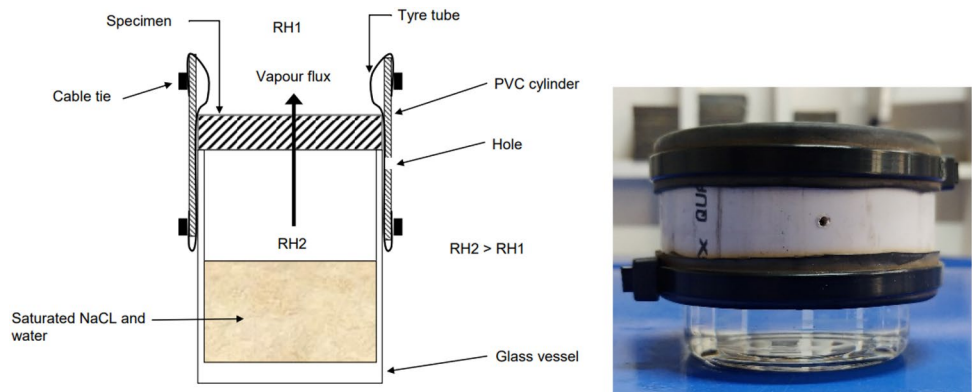 Specimen
RH1
Tyre tube
Cable tie
Vapour flux
PVC cylinder
Hole
RH2
RH2 > RH1
Saturated NaCL and
water
Glass vessel
X QUA